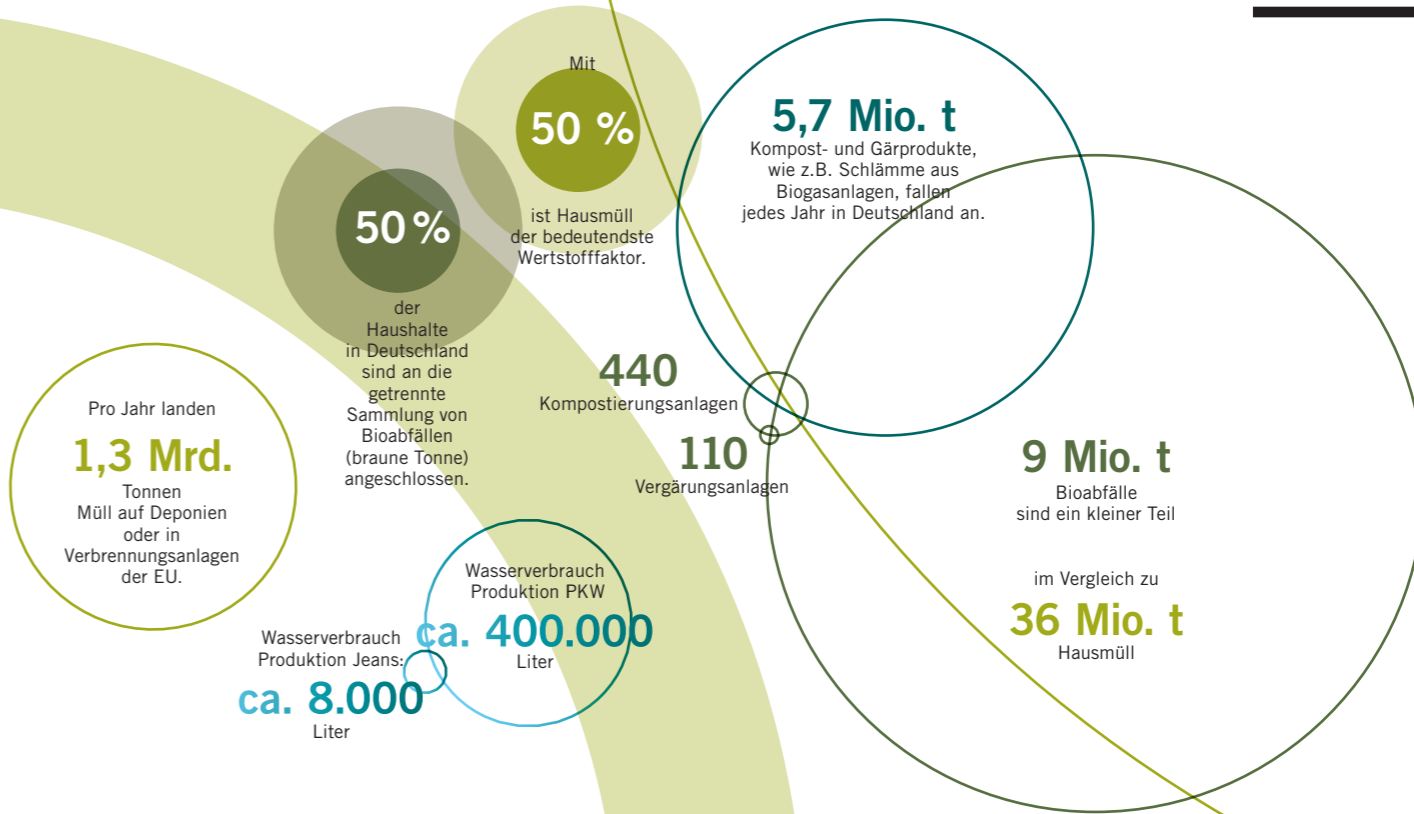 Mit
50 %
ist Hausmüll
der bedeutendste
Wertstofffaktor.
5,7 Mio. t
Kompost- und Gärprodukte,
wie z.B. Schlämme aus
Biogasanlagen, fallen
jedes Jahr in Deutschland an.
50 %
der
Haushalte
in Deutschland
sind an die
getrennte
Sammlung von
Bioabfällen
(braune Tonne)
angeschlossen.
440
Kompostierungsanlagen
110
Vergärungsanlagen
Pro Jahr landen
1,3 Mrd.
Tonnen
Müll auf Deponien
oder in
Verbrennungsanlagen
der EU.
9 Mio. t
Bioabfälle
sind ein kleiner Teil
im Vergleich zu
36 Mio. t
Hausmüll
Wasserverbrauch
Produktion PKW
ca. 400.000
Liter
Wasserverbrauch
Produktion Jeans:
ca. 8.000
Liter